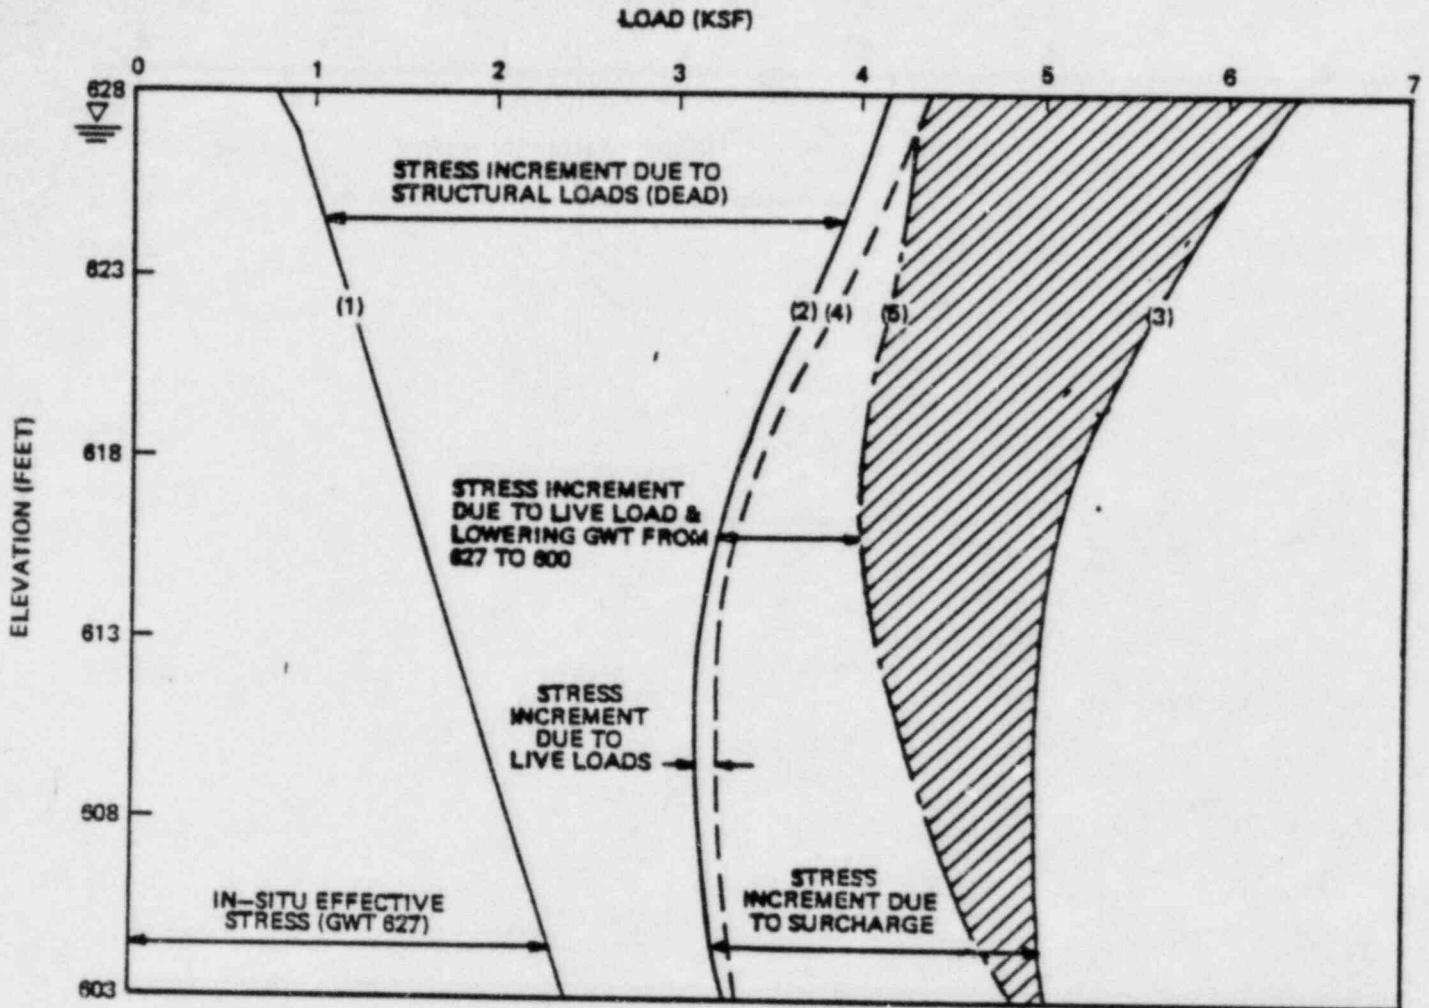 LOAD (KSF)
0 1 2 3 4 5 6 7
628
STRESS INCREMENT DUE TO
STRUCTURAL LOADS (DEAD)
623
(1) (2) (4) (5) (3)
618
STRESS INCREMENT
DUE TO LIVE LOAD &
LOWERING GWT FROM
627 TO 600
ELEVATION (FEET)
613
STRESS
INCREMENT
DUE TO
LIVE LOADS
608
IN-SITU EFFECTIVE
STRESS (GWT 627)
STRESS
INCREMENT DUE
TO SURCHARGE
603